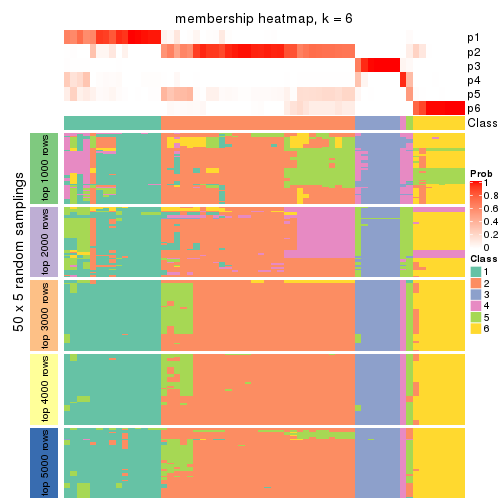 membership heatmap, k = 6
p1
p2
p3
p4
p5
p6
Class
50 x 5 random samplings
top 1000 rows
top 2000 rows
top 3000 rows
top 4000 rows
top 5000 rows
Prob
1
0.8
0.6
0.4
0.2
0
Class
1
2
3
4
5
6